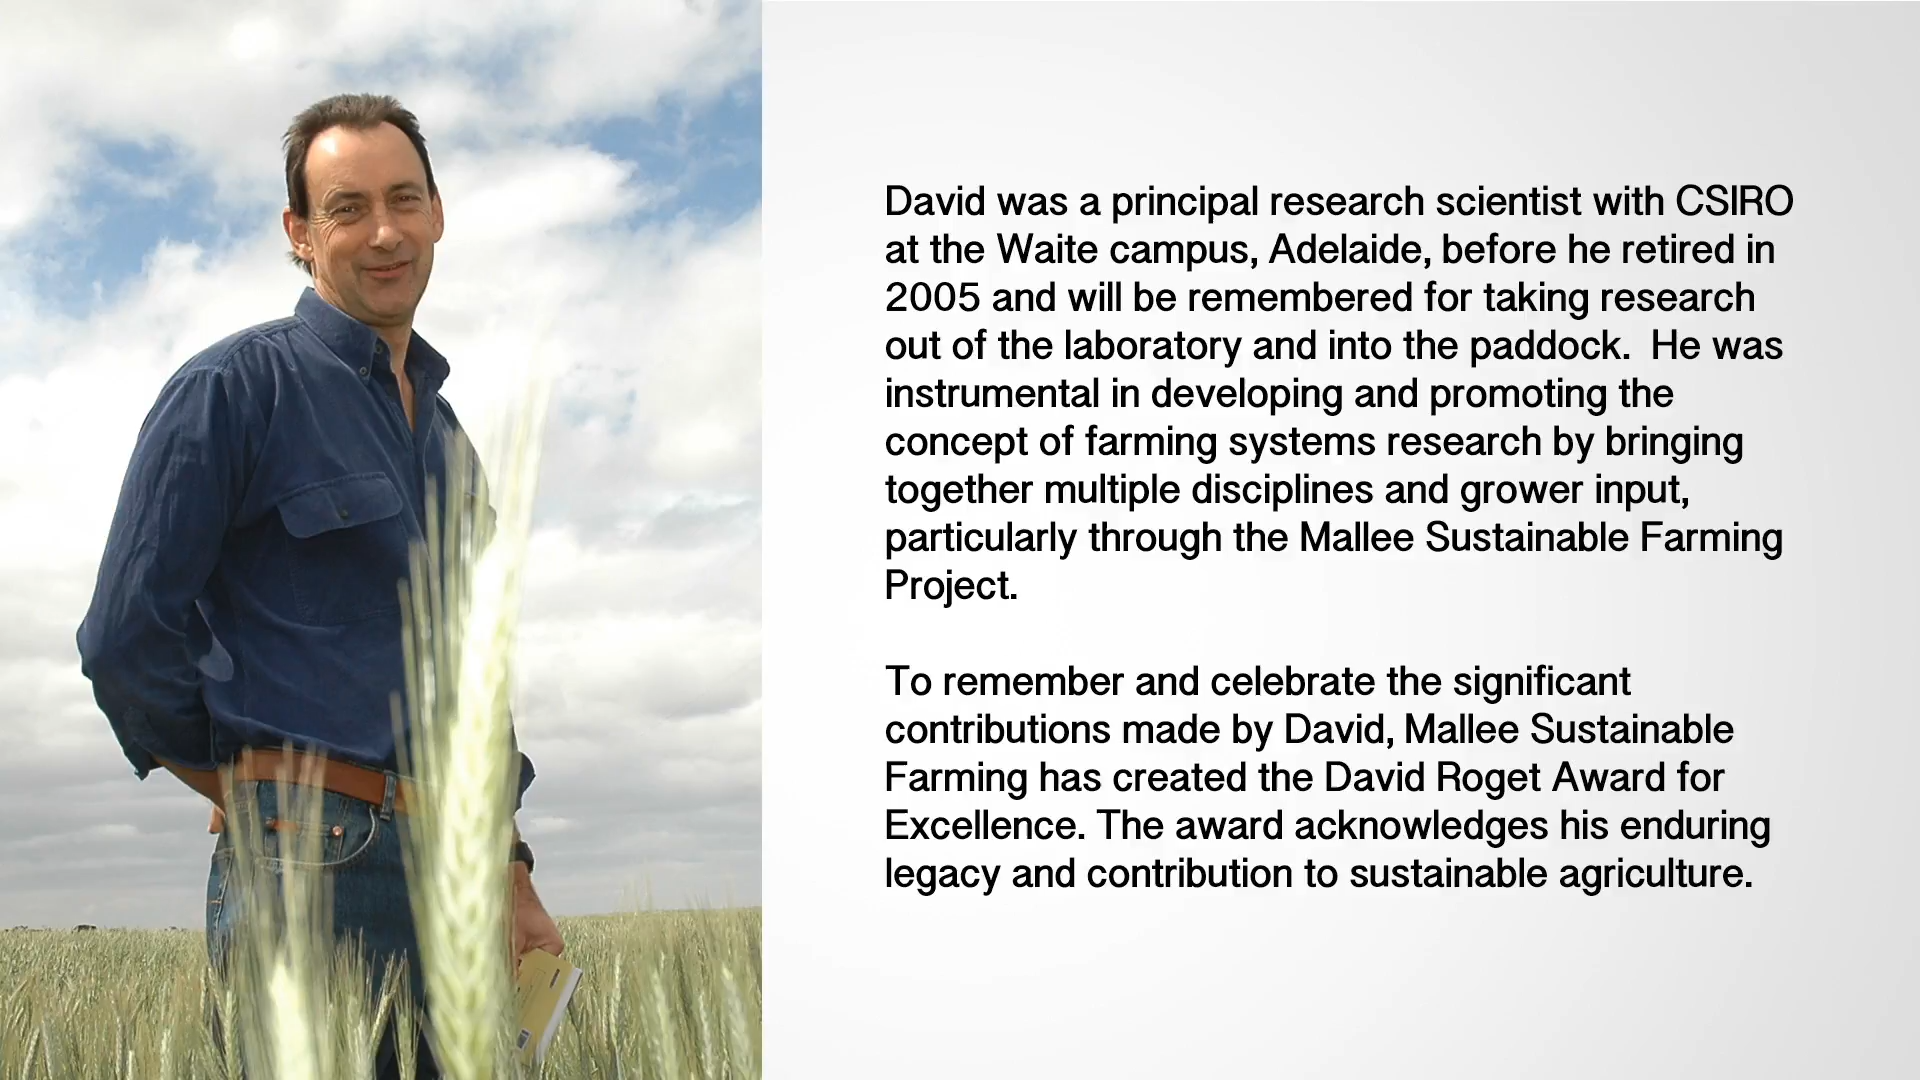 David was a principal research scientist with CSIRO
at the Waite campus, Adelaide, before he retired in
2005 and will be remembered for taking research
out of the laboratory and into the paddock.  He was
instrumental in developing and promoting the
concept of farming systems research by bringing
together multiple disciplines and grower input,
particularly through the Mallee Sustainable Farming
Project.
To remember and celebrate the significant
contributions made by David, Mallee Sustainable
Farming has created the David Roget Award for
Excellence. The award acknowledges his enduring
legacy and contribution to sustainable agriculture.